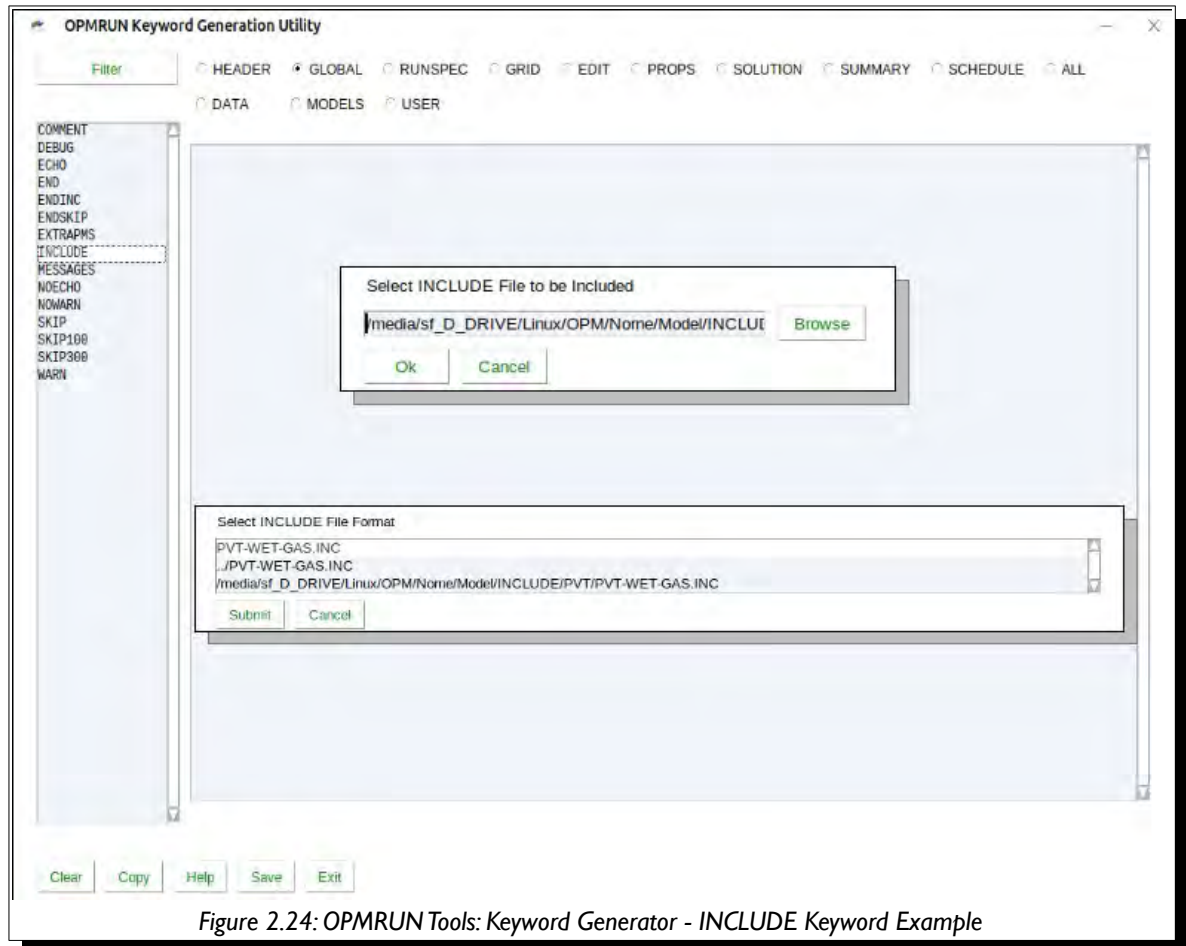 OPMRUN Keyword Generation Utility
Filter
HEADER GLOBAL RUNSPEC GRID EDIT PROPS SOLUTION SUMMARY SCHEDULE ALL
DATA MODELS USER
COMMENT
DEBUG
ECHO
END
ENDINC
ENDSKIP
EXTRAPMS
INCLUDE
MESSAGES
NOECHO
NOWARN
SKIP
SKIP100
SKIP300
WARN
Select INCLUDE File to be Included
/media/sf_D_DRIVE/Linux/OPM/Nome/Model/INCLUD Browse
Ok Cancel
Select INCLUDE File Format
PVT-WET-GAS.INC
../PVT-WET-GAS.INC
/media/sf_D_DRIVE/Linux/OPM/Nome/Model/INCLUDE/PVT/PVT-WET-GAS.INC
Submit Cancel
Clear Copy Help Save Exit
Figure 2.24: OPMRUN Tools: Keyword Generator - INCLUDE Keyword Example